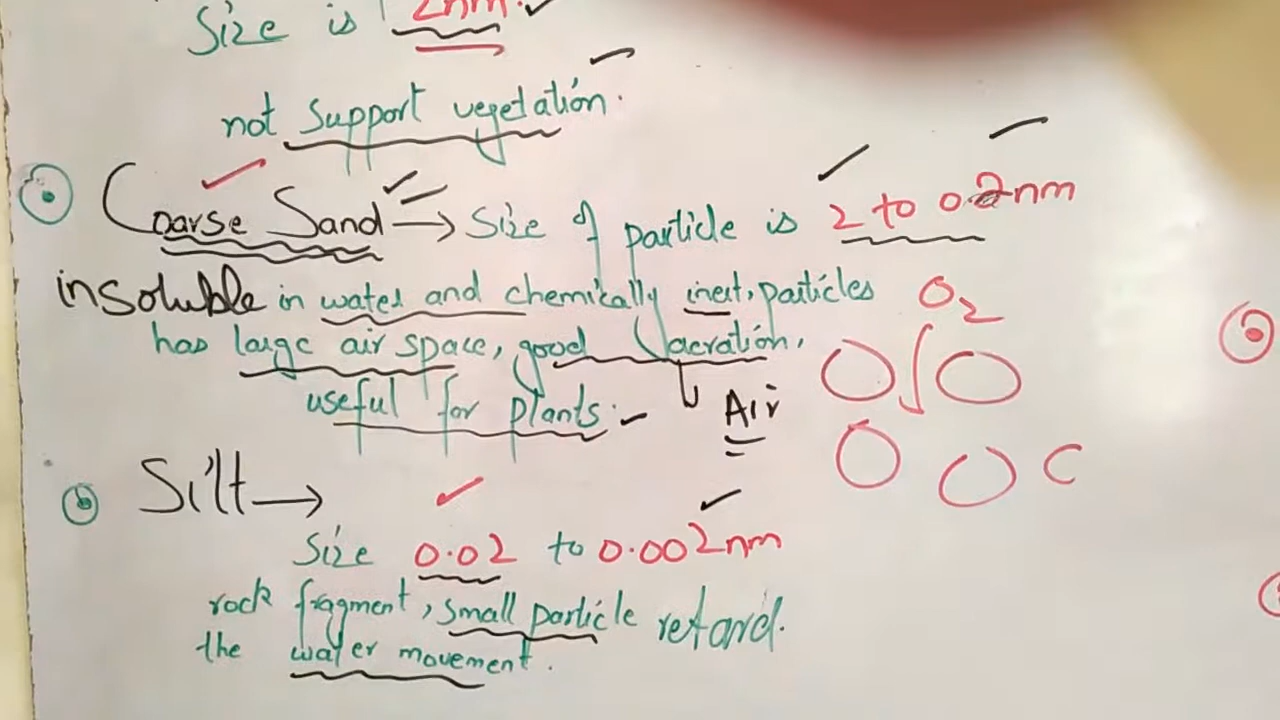 Size is 2nm.
not support vegetation.
Coarse Sand → Size of particle is 2 to 0.2nm
insoluble in water and chemically inert, particles
has large air space, good aeration,
useful for plants.
Air
O2
Silt →
Size 0.02 to 0.002nm
rock fragment, small particle retard.
the water movement.